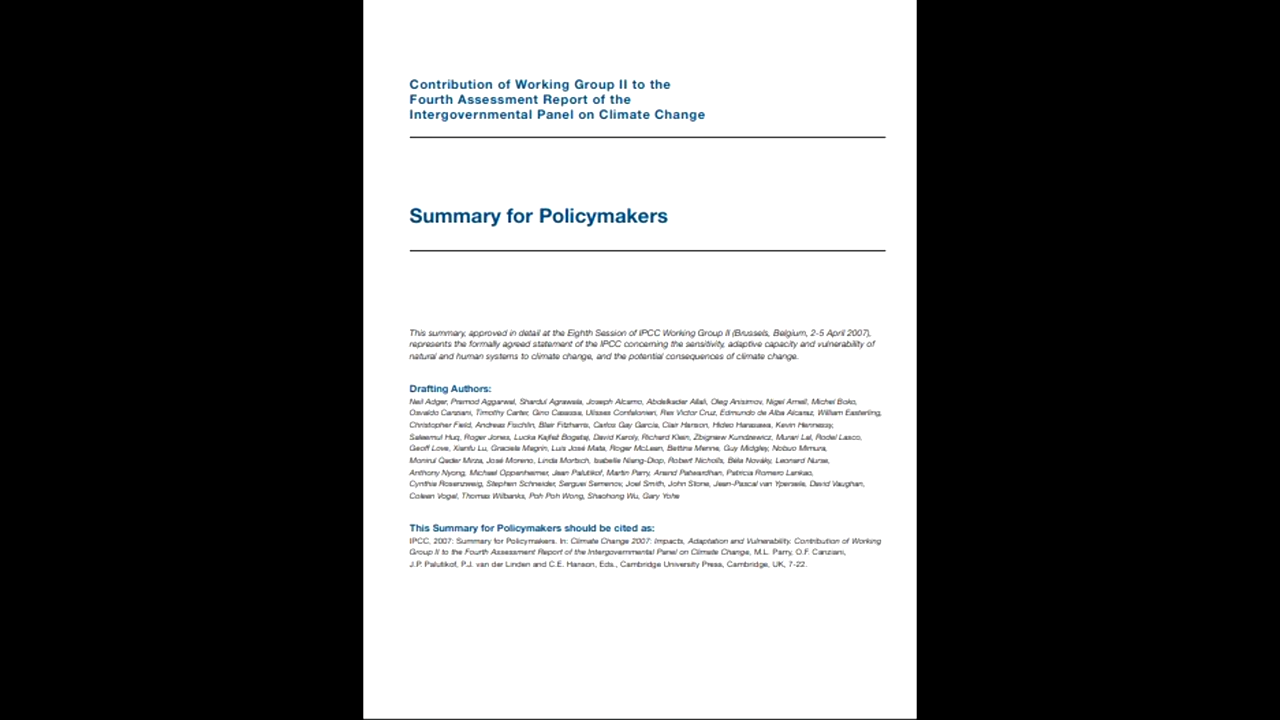 Contribution of Working Group II to the
Fourth Assessment Report of the
Intergovernmental Panel on Climate Change
Summary for Policymakers
This summary, approved in detail at the Eighth Session of IPCC Working Group II (Brussels, Belgium, 2-5 April 2007),
represents the formally agreed statement of the IPCC concerning the sensitivity, adaptive capacity and vulnerability of
natural and human systems to climate change, and the potential consequences of climate change.
Drafting Authors:
Neil Adger, Pramod Aggarwal, Shardul Agrawala, Joseph Alcamo, Abdelkader Allali, Oleg Anisimov, Nigel Arnell, Michel Boko,
Osvaldo Canziani, Timothy Carter, Gino Casassa, Ulisses Confalonieri, Rex Victor Cruz, Edmundo de Alba Alcaraz, William Easterling,
Christopher Field, Andreas Fischlin, Blair Fitzharris, Carlos Gay García, Clair Hanson, Hideo Harasawa, Kevin Hennessy,
Saleemul Huq, Roger Jones, Lucka Kajfež Bogataj, David Karoly, Richard Klein, Zbigniew Kundzewicz, Murari Lal, Rodel Lasco,
Geoff Love, Xianfu Lu, Graciela Magrín, Luis José Mata, Roger McLean, Bettina Menne, Guy Midgley, Nobuo Mimura,
Monirul Qader Mirza, José Moreno, Linda Mortsch, Isabelle Niang-Diop, Robert Nicholls, Béla Nováky, Leonard Nurse,
Anthony Nyong, Michael Oppenheimer, Jean Palutikof, Martin Parry, Anand Patwardhan, Patricia Romero Lankao,
Cynthia Rosenzweig, Stephen Schneider, Serguei Semenov, Joel Smith, John Stone, Jean-Pascal van Ypersele, David Vaughan,
Coleen Vogel, Thomas Wilbanks, Poh Poh Wong, Shaohong Wu, Gary Yohe
This Summary for Policymakers should be cited as:
IPCC, 2007: Summary for Policymakers. In: Climate Change 2007: Impacts, Adaptation and Vulnerability. Contribution of Working
Group II to the Fourth Assessment Report of the Intergovernmental Panel on Climate Change, M.L. Parry, O.F. Canziani,
J.P. Palutikof, P.J. van der Linden and C.E. Hanson, Eds., Cambridge University Press, Cambridge, UK, 7-22.